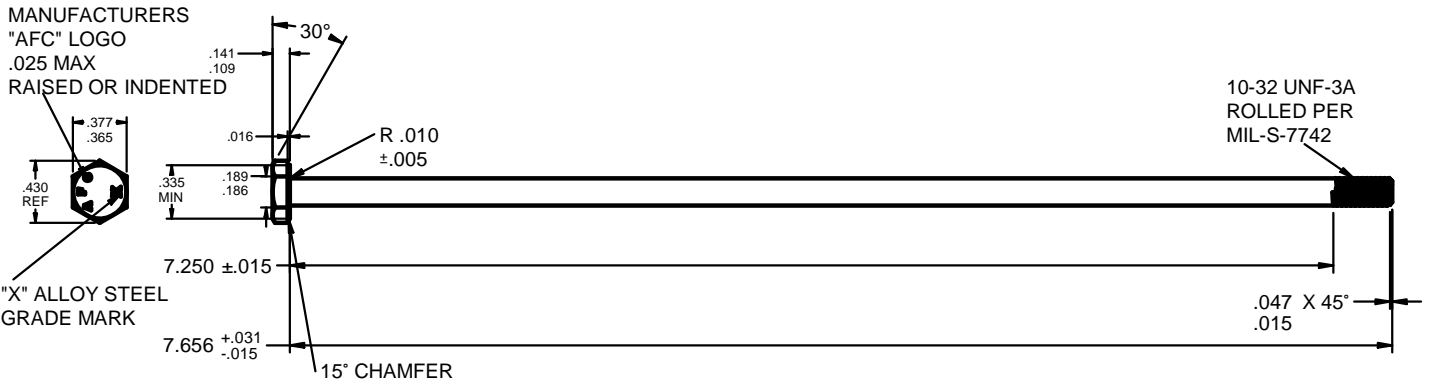 MANUFACTURERS
"AFC" LOGO
.025 MAX
RAISED OR INDENTED
.141
.109
30°
.377
.365
.016
R .010
±.005
10-32 UNF-3A
ROLLED PER
MIL-S-7742
.430
REF
A F C
X
.335
MIN
.189
.186
7.250 ±.015
"X" ALLOY STEEL
GRADE MARK
.047 X 45°
.015
7.656 +.031
-.015
15° CHAMFER